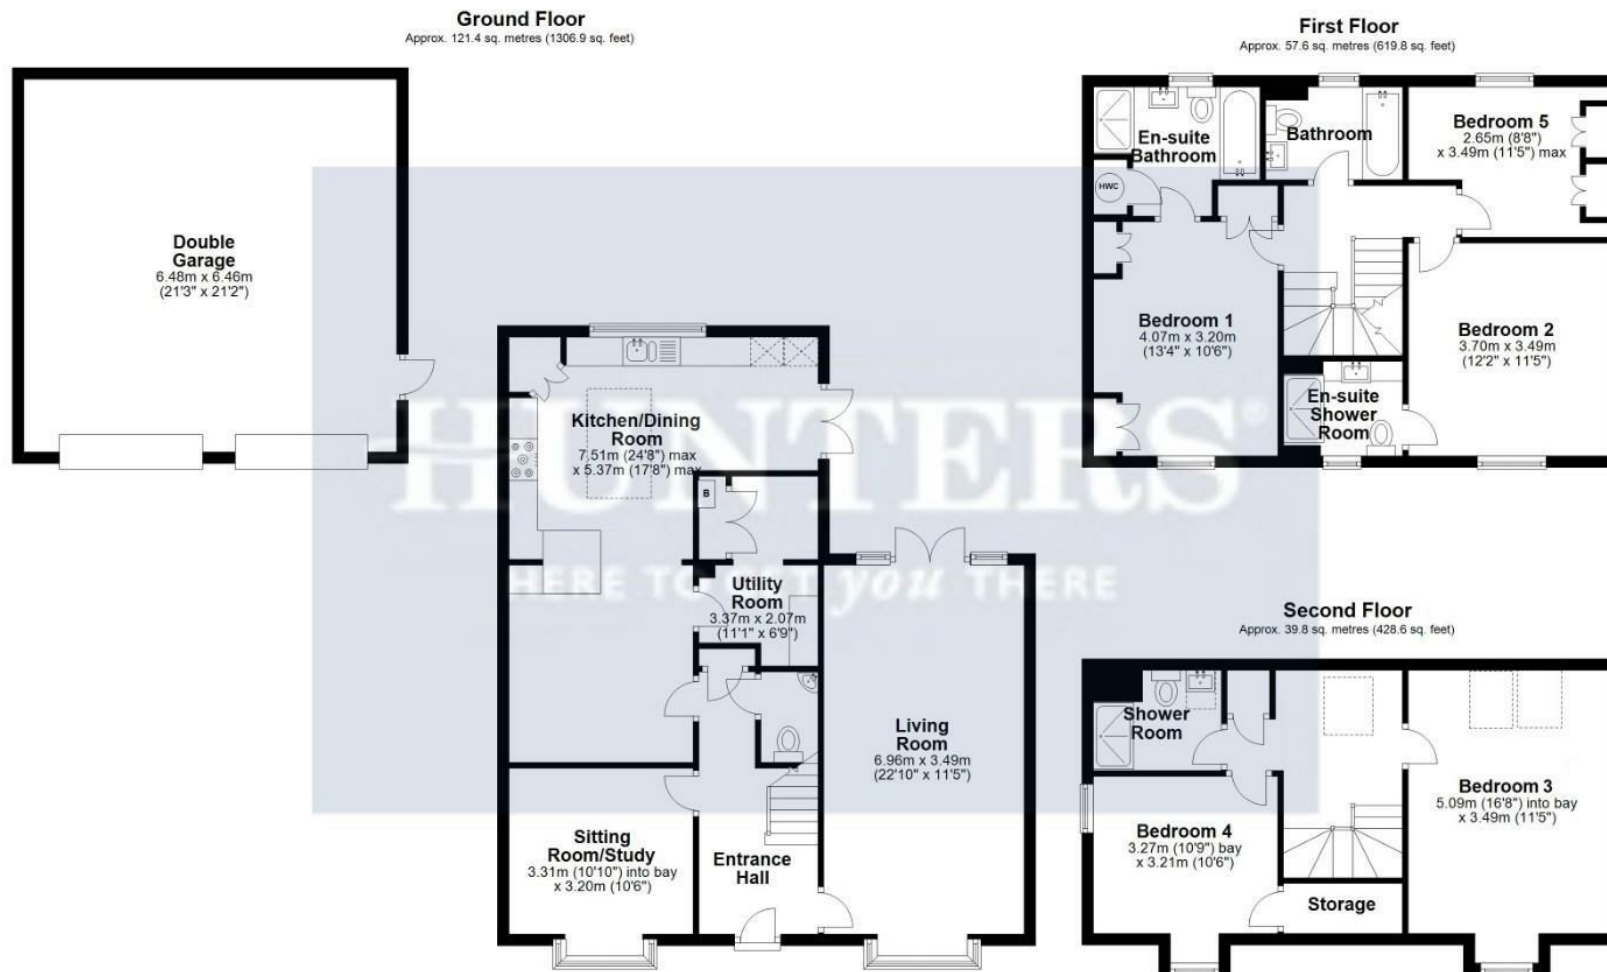 Ground Floor
Approx. 121.4 sq. metres (1306.9 sq. feet)
Double
Garage
6.48m x 6.46m
(21'3" x 21'2")
Kitchen/Dining
Room
7.51m (24'8") max
x 5.37m (17'8") max
B
Utility
Room
3.37m x 2.07m
(11'1" x 6'9")
Living
Room
6.96m x 3.49m
(22'10" x 11'5")
Sitting
Room/Study
3.31m (10'10") into bay
x 3.20m (10'6")
Entrance
Hall
First Floor
Approx. 57.6 sq. metres (619.8 sq. feet)
En-suite
Bathroom
HWC
Bathroom
Bedroom 5
2.65m (8'8")
x 3.49m (11'5") max
Bedroom 1
4.07m x 3.20m
(13'4" x 10'6")
Bedroom 2
3.70m x 3.49m
(12'2" x 11'5")
En-suite
Shower
Room
Second Floor
Approx. 39.8 sq. metres (428.6 sq. feet)
Shower
Room
Bedroom 3
5.09m (16'8") into bay
x 3.49m (11'5")
Bedroom 4
3.27m (10'9") bay
x 3.21m (10'6")
Storage
HUNTERS®
HERE TO GET you THERE